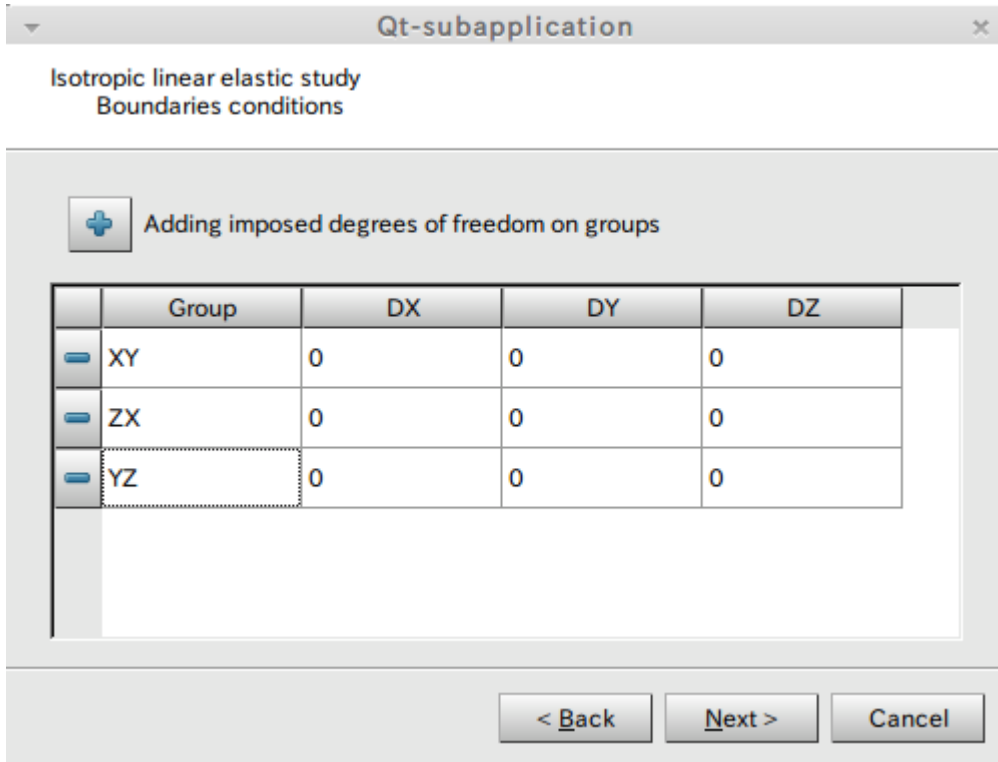 Qt-subapplication
Isotropic linear elastic study
Boundaries conditions
Adding imposed degrees of freedom on groups
Group DX DY DZ
XY 0 0 0
ZX 0 0 0
YZ 0 0 0
< Back Next > Cancel